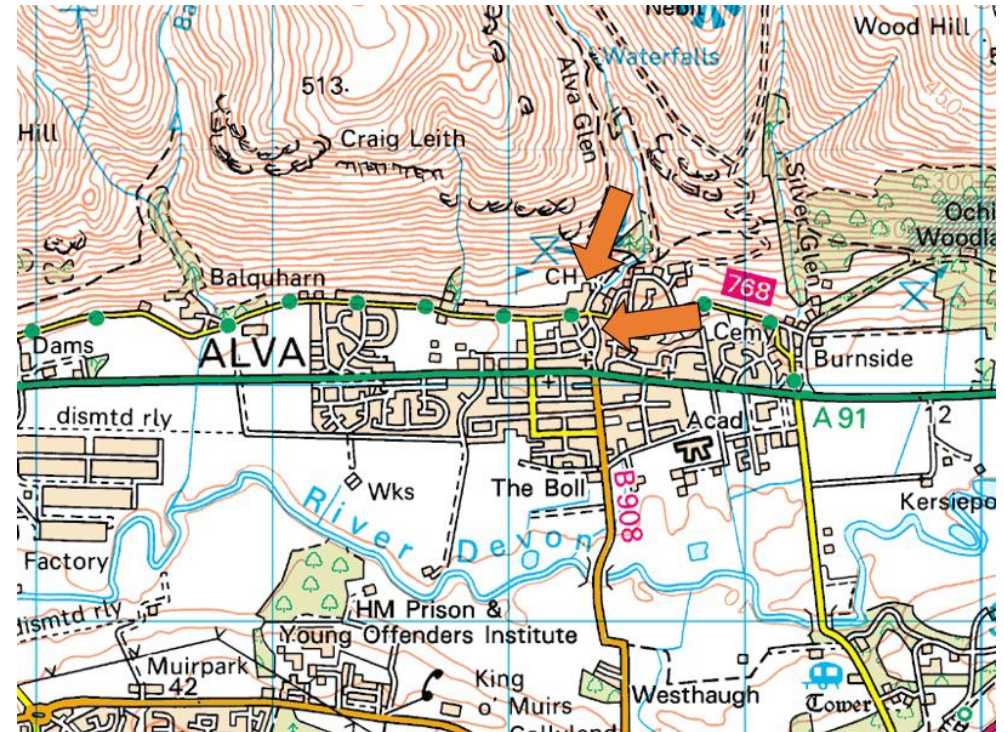 Nebit
Wood Hill
Waterfalls
513.
Alva Glen
450
Hill
Craig Leith
Silver Glen
300
Balquharn
CH
768
Dams
ALVA
Cemy
Burnside
dismtd rly
Acad
A 91
12
Wks
The Boll
B 908
River Devon
Factory
HM Prison &
Young Offenders Institute
Muirpark
42
King
o' Muirs
Westhaugh
Tower